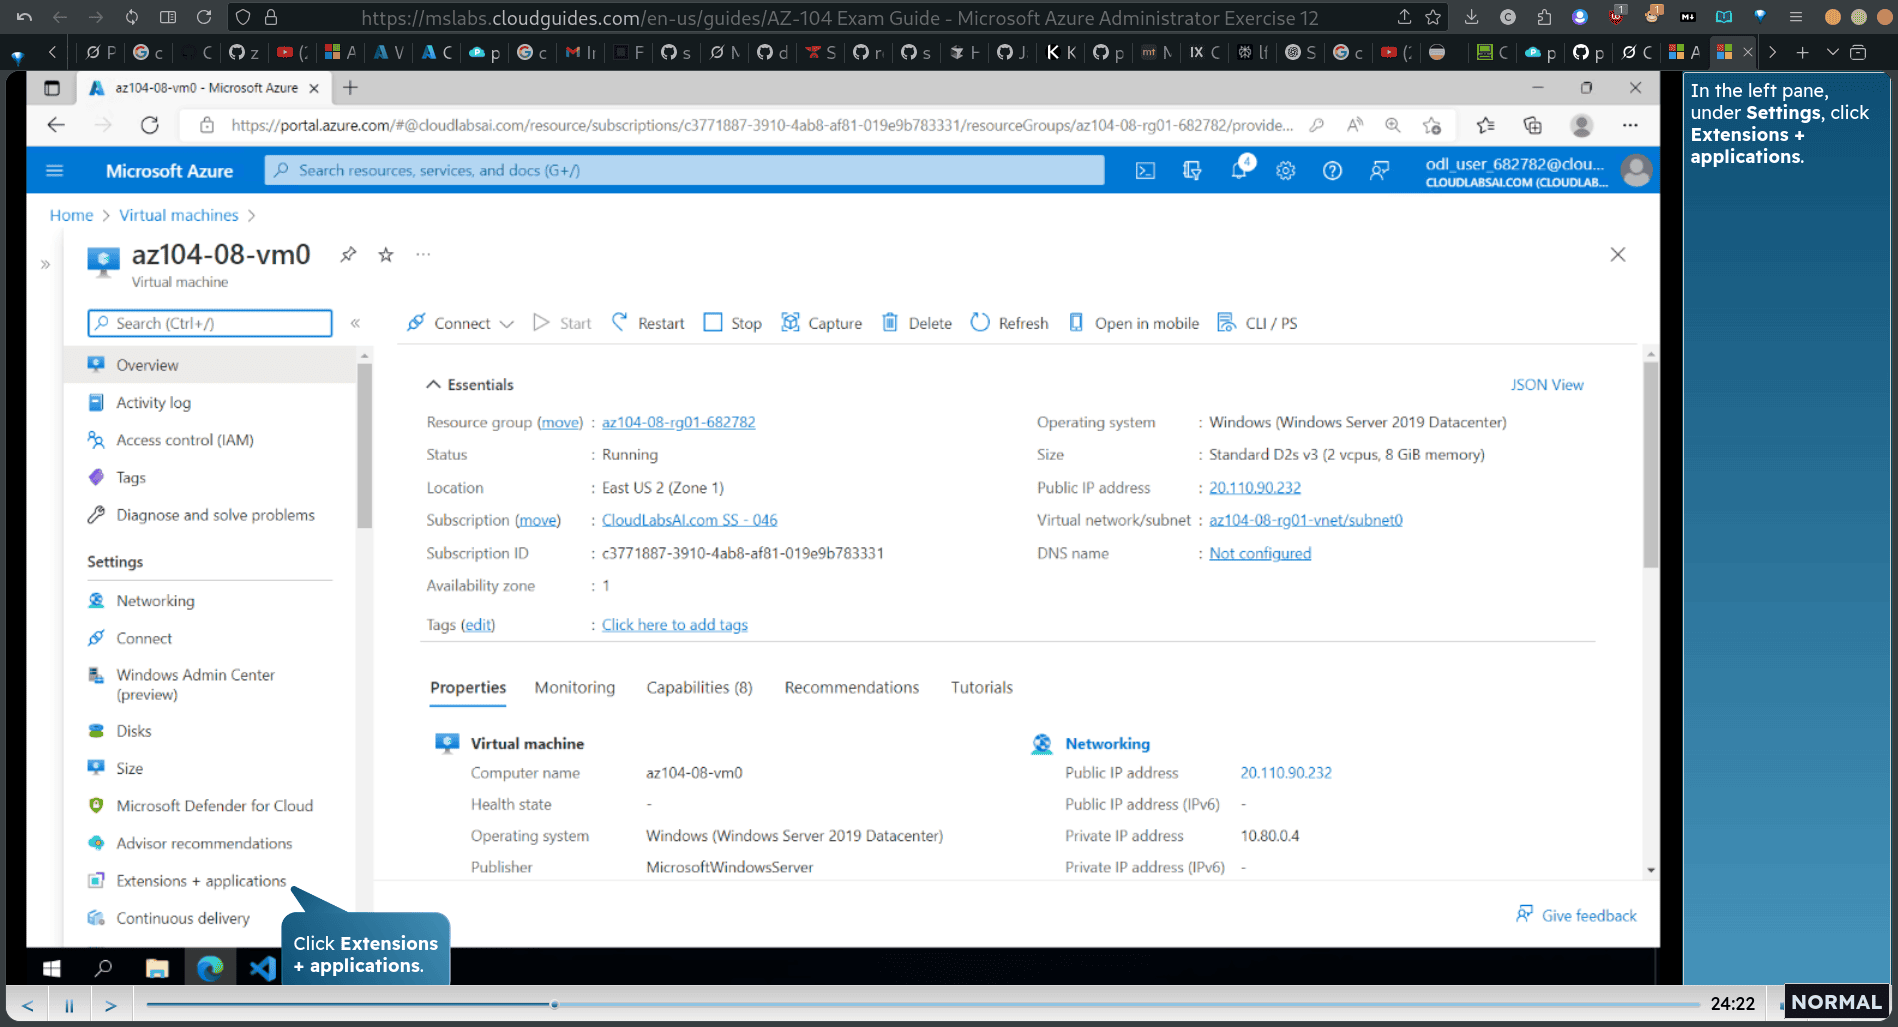 https://mslabs.cloudguides.com/en-us/guides/AZ-104 Exam Guide - Microsoft Azure Administrator Exercise 12
az104-08-vm0 - Microsoft Azure
https://portal.azure.com/#@cloudlabsai.com/resource/subscriptions/c3771887-3910-4ab8-af81-019e9b783331/resourceGroups/az104-08-rg01-682782/provide...
Microsoft Azure
Search resources, services, and docs (G+/)
4
odl_user_682782@clou...
CLOUDLABSAI.COM (CLOUDLAB...
Home > Virtual machines >
az104-08-vm0
Virtual machine
Search (Ctrl+/)
Connect
Start
Restart
Stop
Capture
Delete
Refresh
Open in mobile
CLI / PS
Overview
Activity log
Access control (IAM)
Tags
Diagnose and solve problems
Settings
Networking
Connect
Windows Admin Center
(preview)
Disks
Size
Microsoft Defender for Cloud
Advisor recommendations
Extensions + applications
Continuous delivery
Essentials
JSON View
Resource group (move) : az104-08-rg01-682782
Status : Running
Location : East US 2 (Zone 1)
Subscription (move) : CloudLabsAI.com SS - 046
Subscription ID : c3771887-3910-4ab8-af81-019e9b783331
Availability zone : 1
Tags (edit) : Click here to add tags
Operating system : Windows (Windows Server 2019 Datacenter)
Size : Standard D2s v3 (2 vcpus, 8 GiB memory)
Public IP address : 20.110.90.232
Virtual network/subnet : az104-08-rg01-vnet/subnet0
DNS name : Not configured
Properties
Monitoring
Capabilities (8)
Recommendations
Tutorials
Virtual machine
Computer name az104-08-vm0
Health state -
Operating system Windows (Windows Server 2019 Datacenter)
Publisher MicrosoftWindowsServer
Networking
Public IP address 20.110.90.232
Public IP address (IPv6) -
Private IP address 10.80.0.4
Private IP address (IPv6) -
Give feedback
Click Extensions
+ applications.
In the left pane,
under Settings, click
Extensions +
applications.
24:22
NORMAL